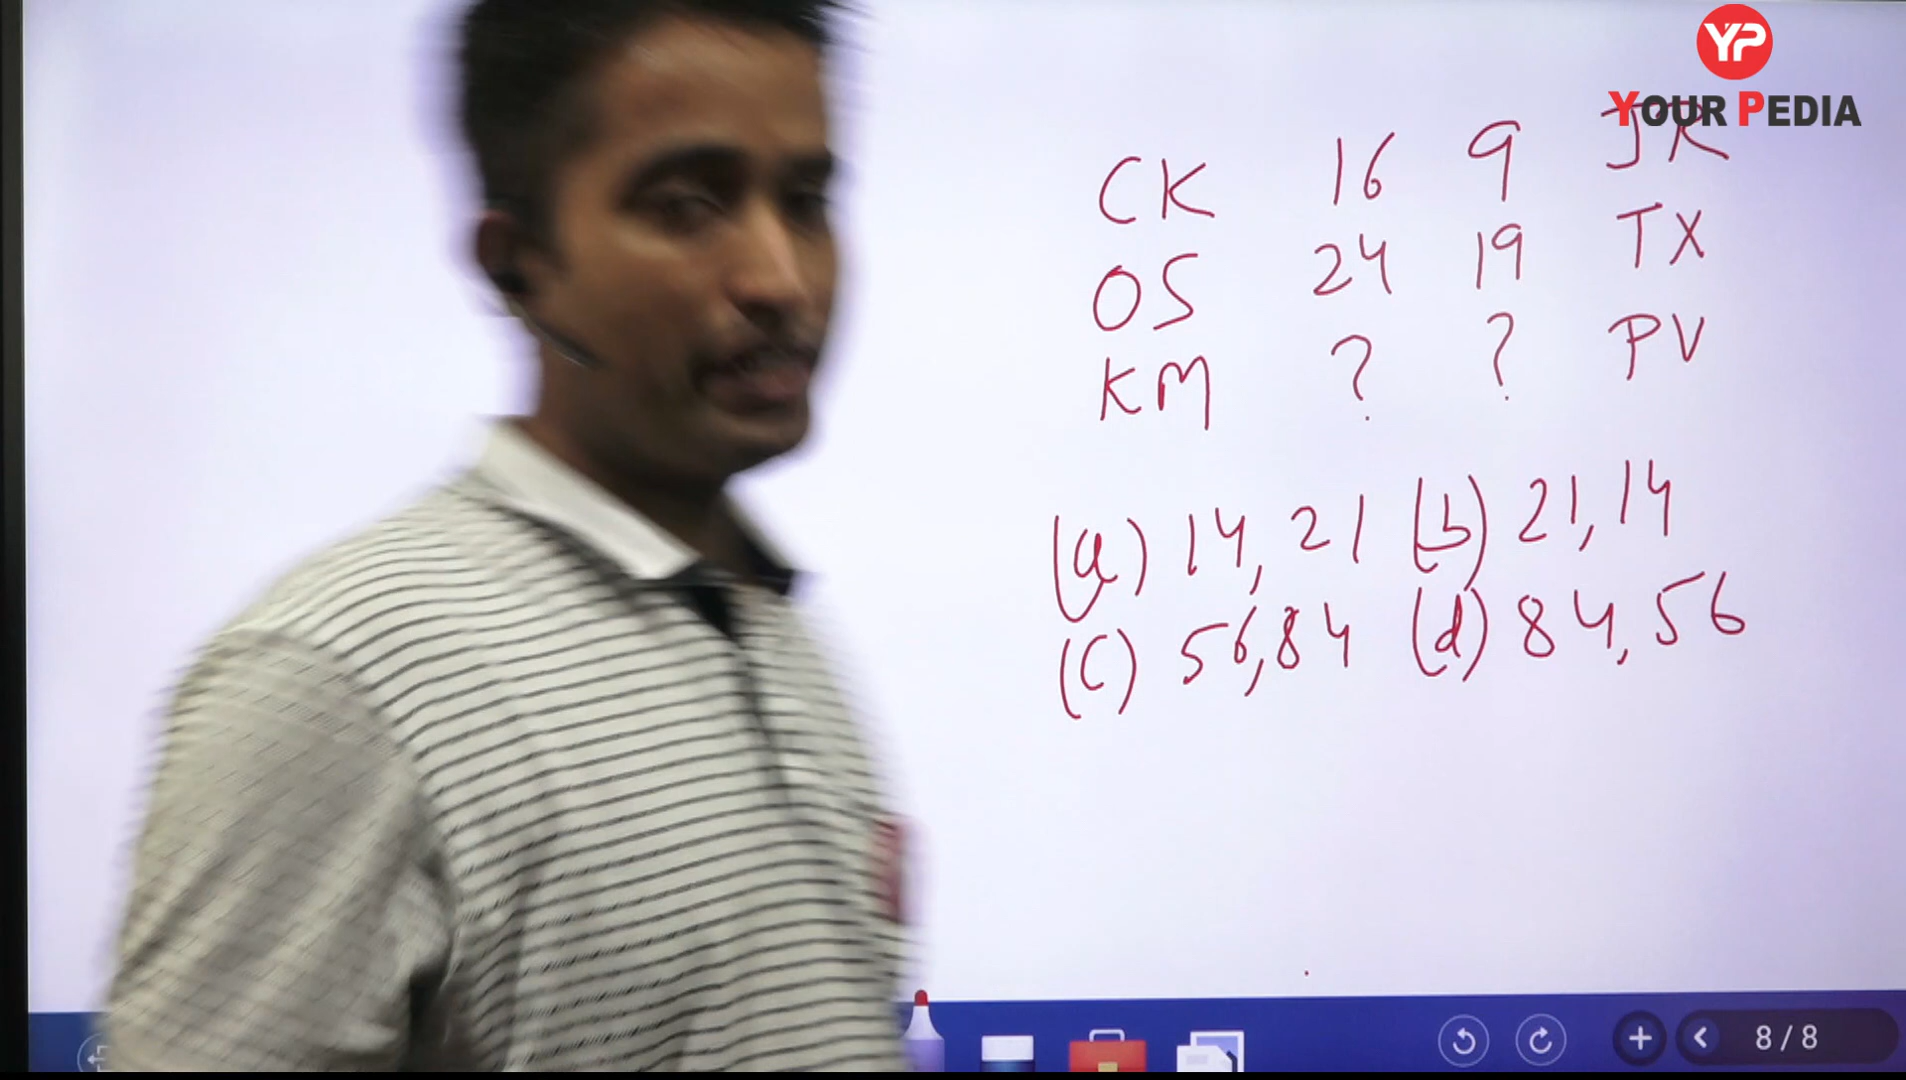 YP
YOUR PEDIA
CK 16 9 JR
OS 24 19 TX
KM ? ? PV
(a) 14, 21 (b) 21, 14
(c) 56, 84 (d) 84, 56
8 / 8